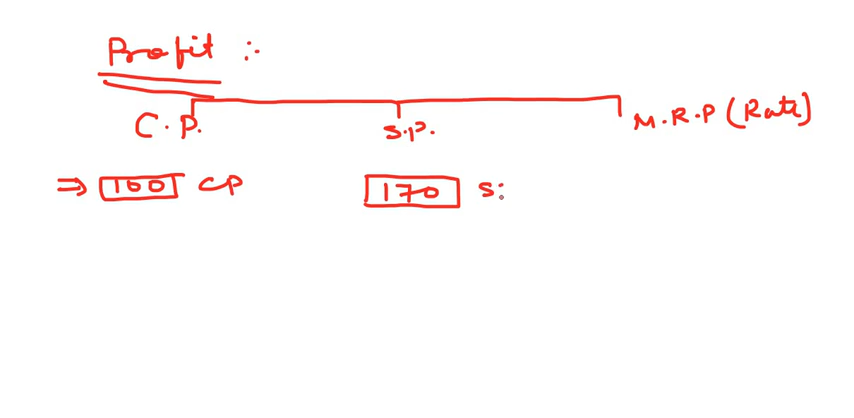 Profit :-
C.P. S.P. M.R.P (Rate)
⇒ 100 CP 170 S: